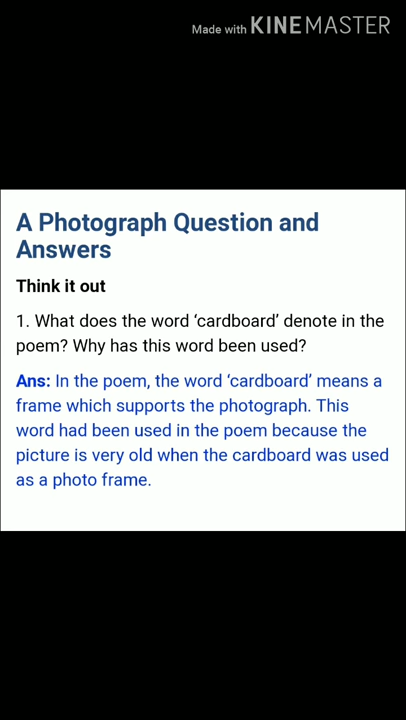 Made with KINEMASTER
A Photograph Question and
Answers
Think it out
1. What does the word ‘cardboard’ denote in the
poem? Why has this word been used?
Ans: In the poem, the word ‘cardboard’ means a
frame which supports the photograph. This
word had been used in the poem because the
picture is very old when the cardboard was used
as a photo frame.